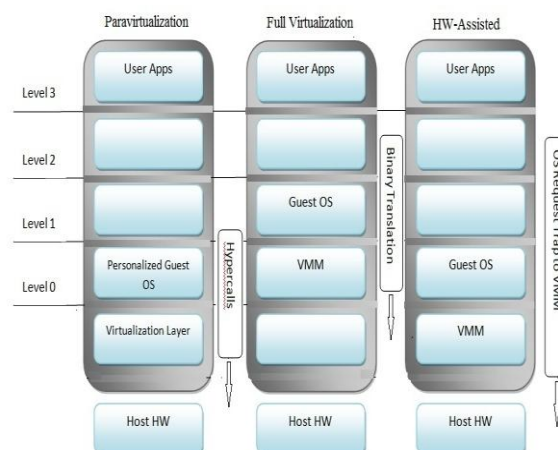 Paravirtualization
Full Virtualization
HW-Assisted
User Apps
User Apps
User Apps
Level 3
Level 2
Level 1
Level 0
Guest OS
Personalized Guest
OS
VMM
Guest OS
Virtualization Layer
VMM
Host HW
Host HW
Host HW
Hypercalls
Binary Translation
OS Request Trap to VMM